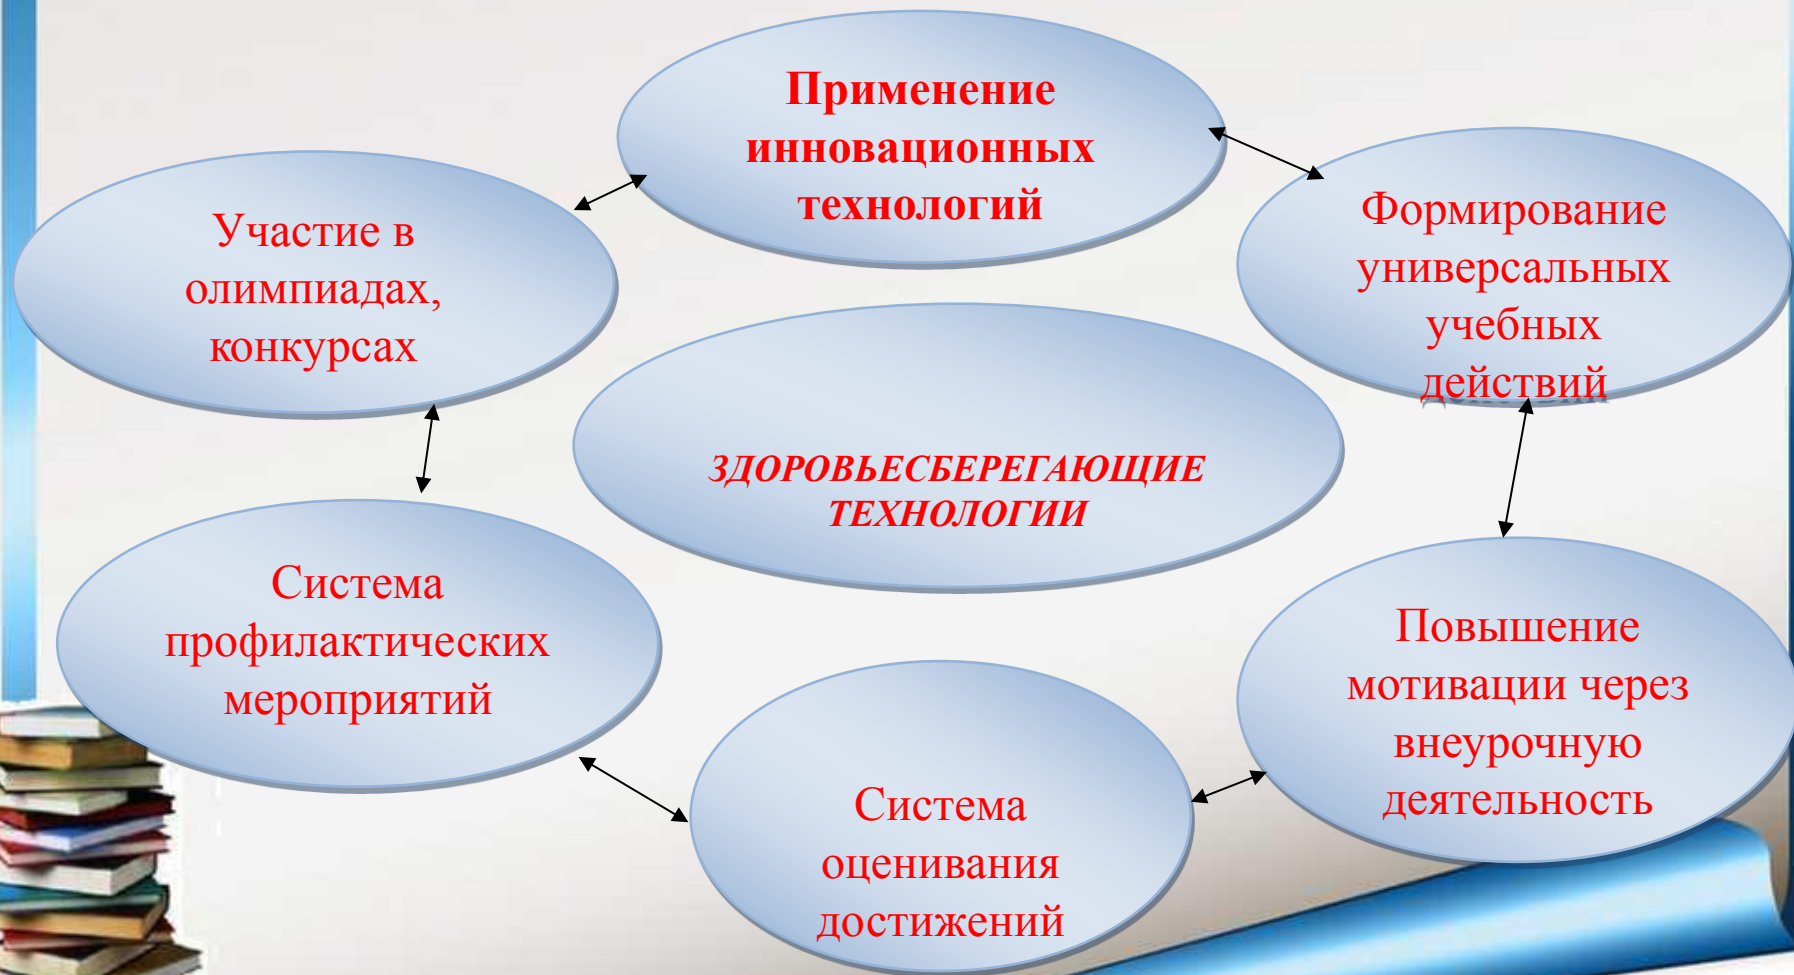 Применение
инновационных
технологий
Участие в
олимпиадах,
конкурсах
Формирование
универсальных
учебных
действий
ЗДОРОВЬЕСБЕРЕГАЮЩИЕ
ТЕХНОЛОГИИ
Система
профилактических
мероприятий
Повышение
мотивации через
внеурочную
деятельность
Система
оценивания
достижений